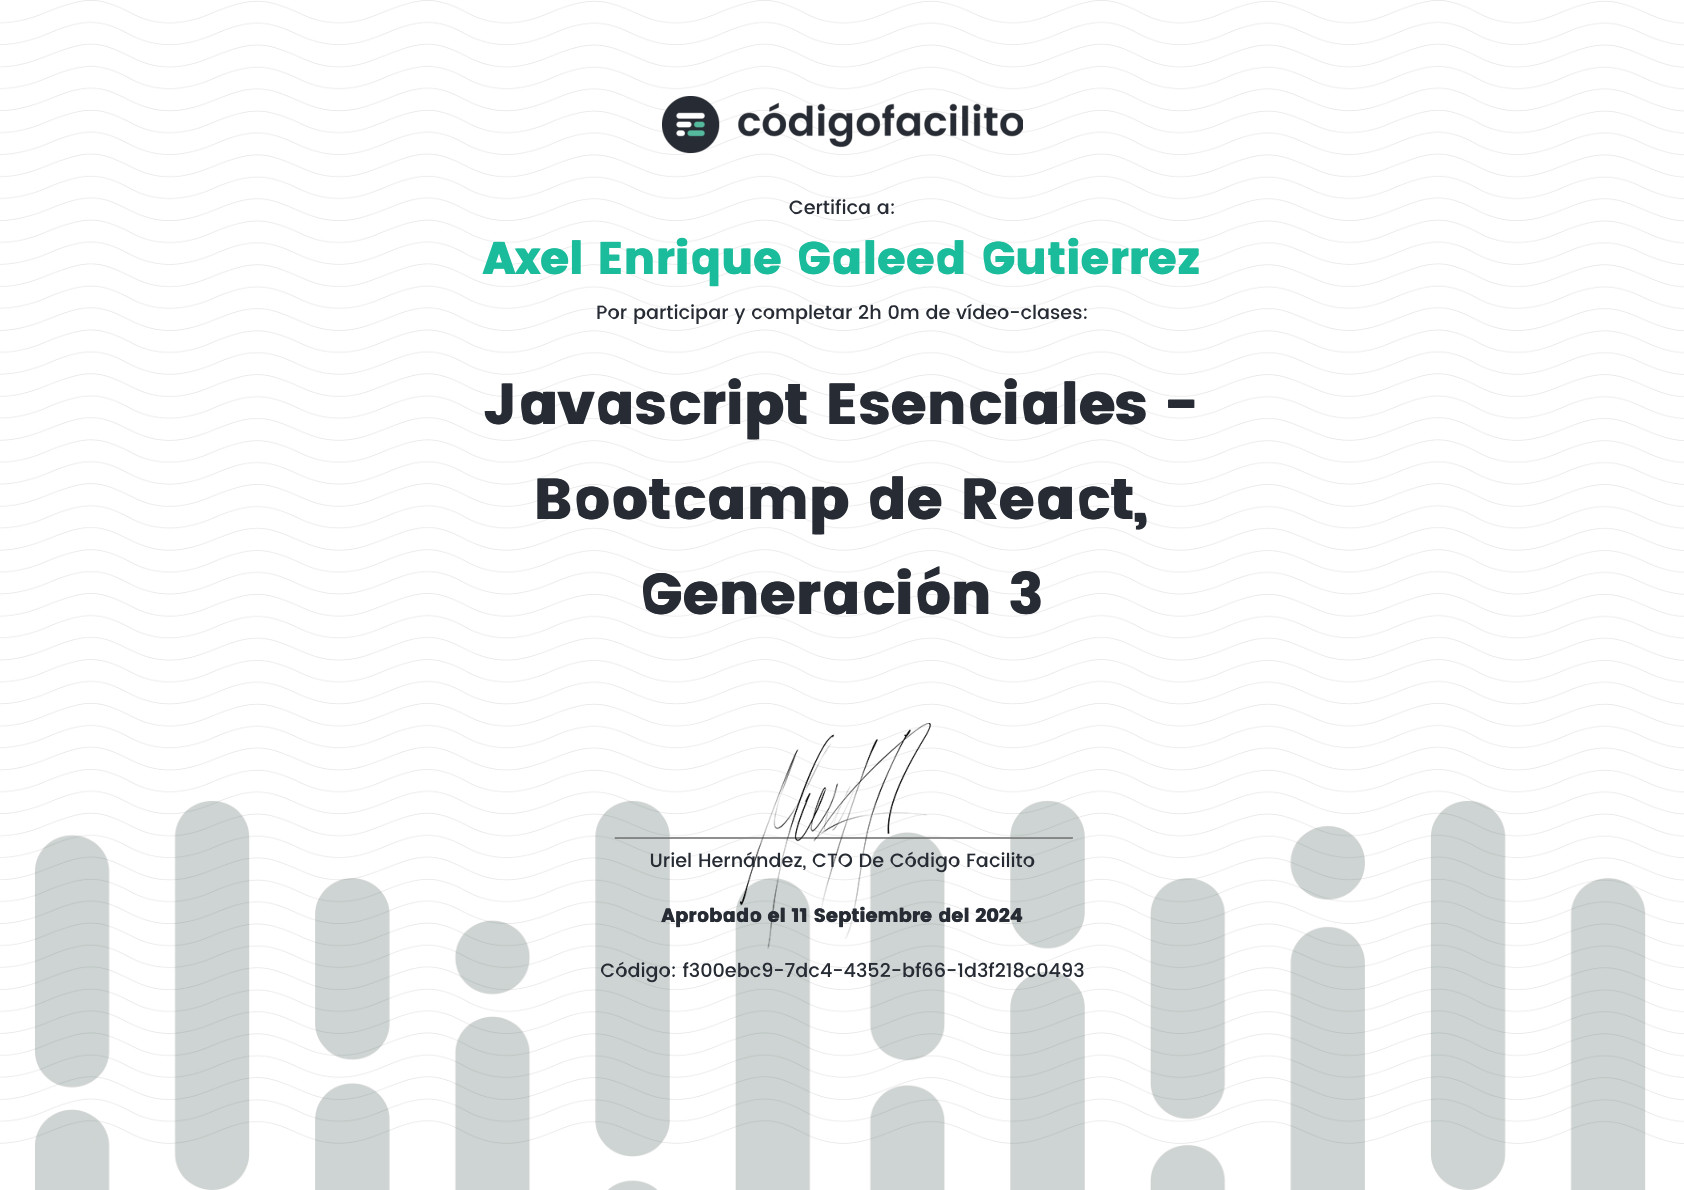 códigofacilito
Certifica a:
Axel Enrique Galeed Gutierrez
Por participar y completar 2h 0m de vídeo-clases:
Javascript Esenciales -
Bootcamp de React,
Generación 3
Uriel Hernández, CTO De Código Facilito
Aprobado el 11 Septiembre del 2024
Código: f300ebc9-7dc4-4352-bf66-1d3f218c0493